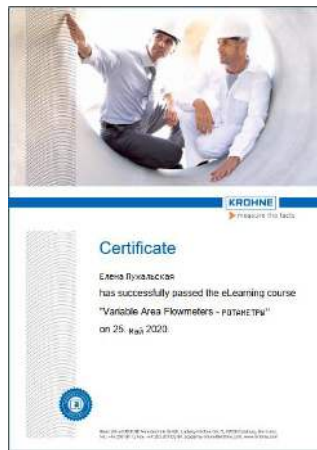 KROHNE
measure the facts
Certificate
Елена Пухальская
has successfully passed the eLearning course
"Variable Area Flowmeters - РОТАМЕТРЫ"
on 25. Май 2020.